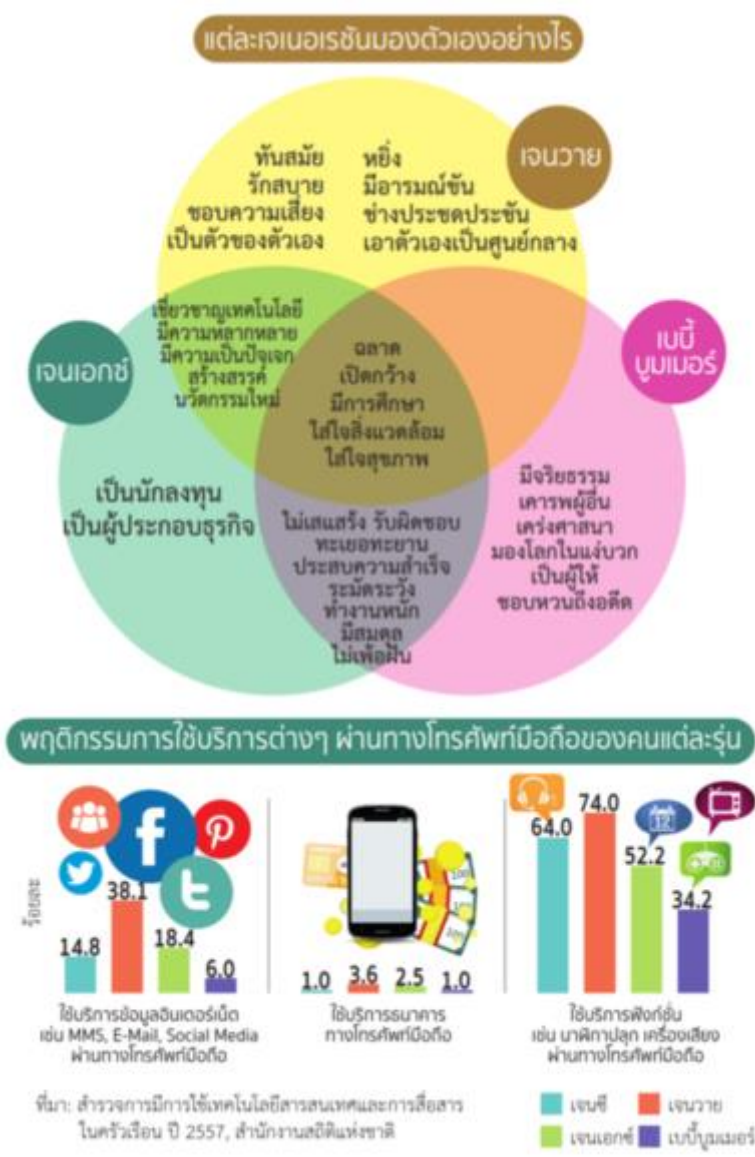 แต่ละเจเนอเรชันมองตัวเองอย่างไร
เจนวาย
ทันสมัย
รักสบาย
ชอบความเสี่ยง
เป็นตัวของตัวเอง
หยิ่ง
มีอารมณ์ขัน
ช่างประชดประชัน
เอาตัวเองเป็นศูนย์กลาง
เจนเอกซ์
เชี่ยวชาญเทคโนโลยี
มีความหลากหลาย
มีความเป็นปัจเจก
สร้างสรรค์
นวัตกรรมใหม่
ฉลาด
เปิดกว้าง
มีการศึกษา
ใส่ใจสิ่งแวดล้อม
ใส่ใจสุขภาพ
เบบี้
บูมเมอร์
เป็นนักลงทุน
เป็นผู้ประกอบธุรกิจ
ไม่เสแสร้ง รับผิดชอบ
ทะเยอทะยาน
ประสบความสำเร็จ
ระมัดระวัง
ทำงานหนัก
มีสมดุล
ไม่เพ้อฝัน
มีจริยธรรม
เคารพผู้อื่น
เคร่งศาสนา
มองโลกในแง่บวก
เป็นผู้ให้
ชอบหวนถึงอดีต
พฤติกรรมการใช้บริการต่างๆ ผ่านทางโทรศัพท์มือถือของคนแต่ละรุ่น
ร้อยละ
14.8
38.1
18.4
6.0
ใช้บริการข้อมูลอินเตอร์เน็ต
เช่น MMS, E-Mail, Social Media
ผ่านทางโทรศัพท์มือถือ
100
100
1.0
3.6
2.5
1.0
ใช้บริการธนาคาร
ทางโทรศัพท์มือถือ
12
64.0
74.0
52.2
34.2
ใช้บริการฟังก์ชั่น
เช่น นาฬิกาปลุก เครื่องเสียง
ผ่านทางโทรศัพท์มือถือ
ที่มา: สำรวจการมีการใช้เทคโนโลยีสารสนเทศและการสื่อสาร
ในครัวเรือน ปี 2557, สำนักงานสถิติแห่งชาติ
เจนซี
เจนวาย
เจนเอกซ์
เบบี้บูมเมอร์